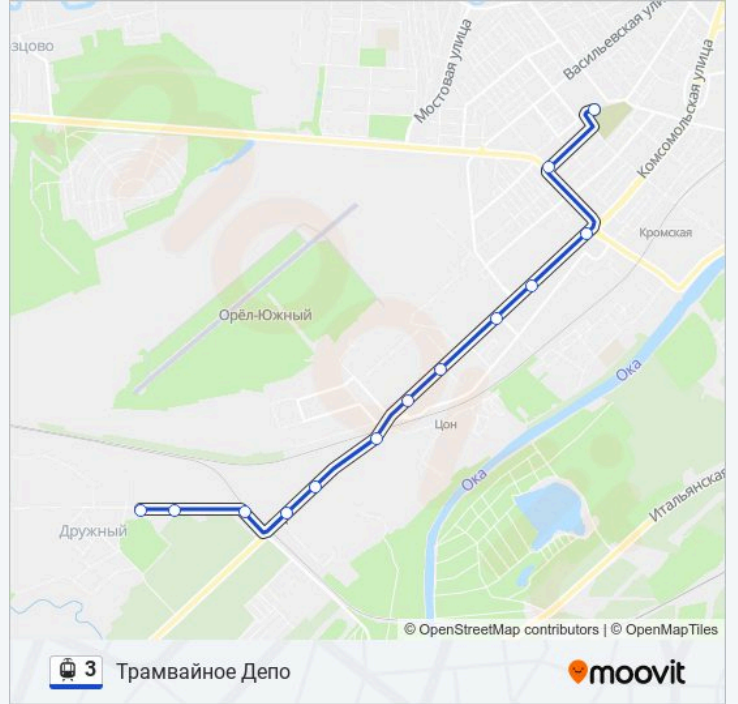 Васильевская ули
зцово
Мостовая улица
Комсомольская улица
Кромская
Орёл-Южный
Ока
Цон
Ока
Итальянская
Дружный
© OpenStreetMap contributors | © OpenMapTiles
3 Трамвайное Депо
moovit